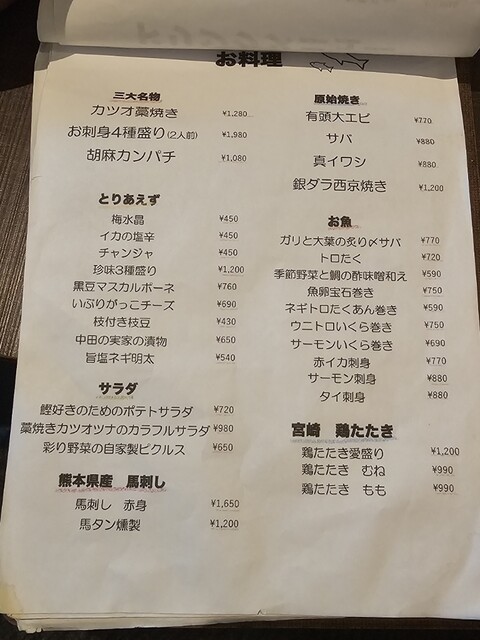 お料理
三大名物
カツオ藁焼き ¥1,280
お刺身4種盛り(2人前) ¥1,980
胡麻カンパチ ¥1,080
とりあえず
梅水晶 ¥450
イカの塩辛 ¥450
チャンジャ ¥450
珍味3種盛り ¥1,200
黒豆マスカルポーネ ¥760
いぶりがっこチーズ ¥690
枝付き枝豆 ¥430
中田の実家の漬物 ¥650
旨塩ネギ明太 ¥540
サラダ
鰹好きのためのポテトサラダ ¥720
藁焼きカツオツナのカラフルサラダ ¥980
彩り野菜の自家製ピクルス ¥650
熊本県産 馬刺し
馬刺し 赤身 ¥1,650
馬タン燻製 ¥1,200
原始焼き
有頭大エビ ¥770
サバ ¥880
真イワシ ¥880
銀ダラ西京焼き ¥1,200
お魚
ガリと大葉の炙り〆サバ ¥770
トロたく ¥720
季節野菜と鯛の酢味噌和え ¥590
魚卵宝石巻き ¥750
ネギトロたくあん巻き ¥590
ウニトロいくら巻き ¥750
サーモンいくら巻き ¥690
赤イカ刺身 ¥770
サーモン刺身 ¥880
タイ刺身 ¥880
宮崎 鶏たたき
鶏たたき愛盛り ¥1,200
鶏たたき むね ¥990
鶏たたき もも ¥990